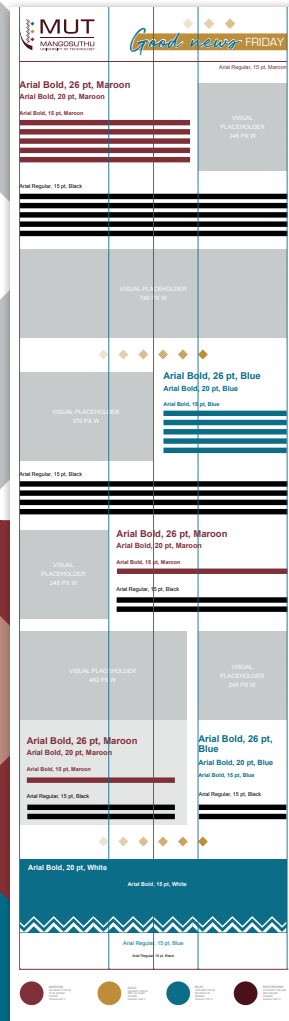 MUT
MANGOSUTHU
UNIVERSITY OF TECHNOLOGY
Good news FRIDAY
Arial Regular, 15 pt, Maroon
Arial Bold, 26 pt, Maroon
Arial Bold, 20 pt, Maroon
Arial Bold, 15 pt, Maroon
VISUAL
PLACEHOLDER
245 PX W
Arial Regular, 15 pt, Black
VISUAL PLACEHOLDER
740 PX W
Arial Bold, 26 pt, Blue
Arial Bold, 20 pt, Blue
Arial Bold, 15 pt, Blue
VISUAL PLACEHOLDER
355 PX W
Arial Regular, 15 pt, Black
Arial Bold, 26 pt, Maroon
Arial Bold, 20 pt, Maroon
Arial Bold, 15 pt, Maroon
VISUAL
PLACEHOLDER
245 PX W
Arial Regular, 15 pt, Black
VISUAL PLACEHOLDER
482 PX W
VISUAL
PLACEHOLDER
245 PX W
Arial Bold, 26 pt, Maroon
Arial Bold, 20 pt, Maroon
Arial Bold, 15 pt, Maroon
Arial Regular, 15 pt, Black
Arial Bold, 26 pt,
Blue
Arial Bold, 20 pt, Blue
Arial Bold, 15 pt, Blue
Arial Regular, 15 pt, Black
Arial Bold, 20 pt, White
Arial Bold, 15 pt, White
Arial Regular, 15 pt, Blue
Arial Regular, 10 pt, Black
MAROON
GOLD
BLUE